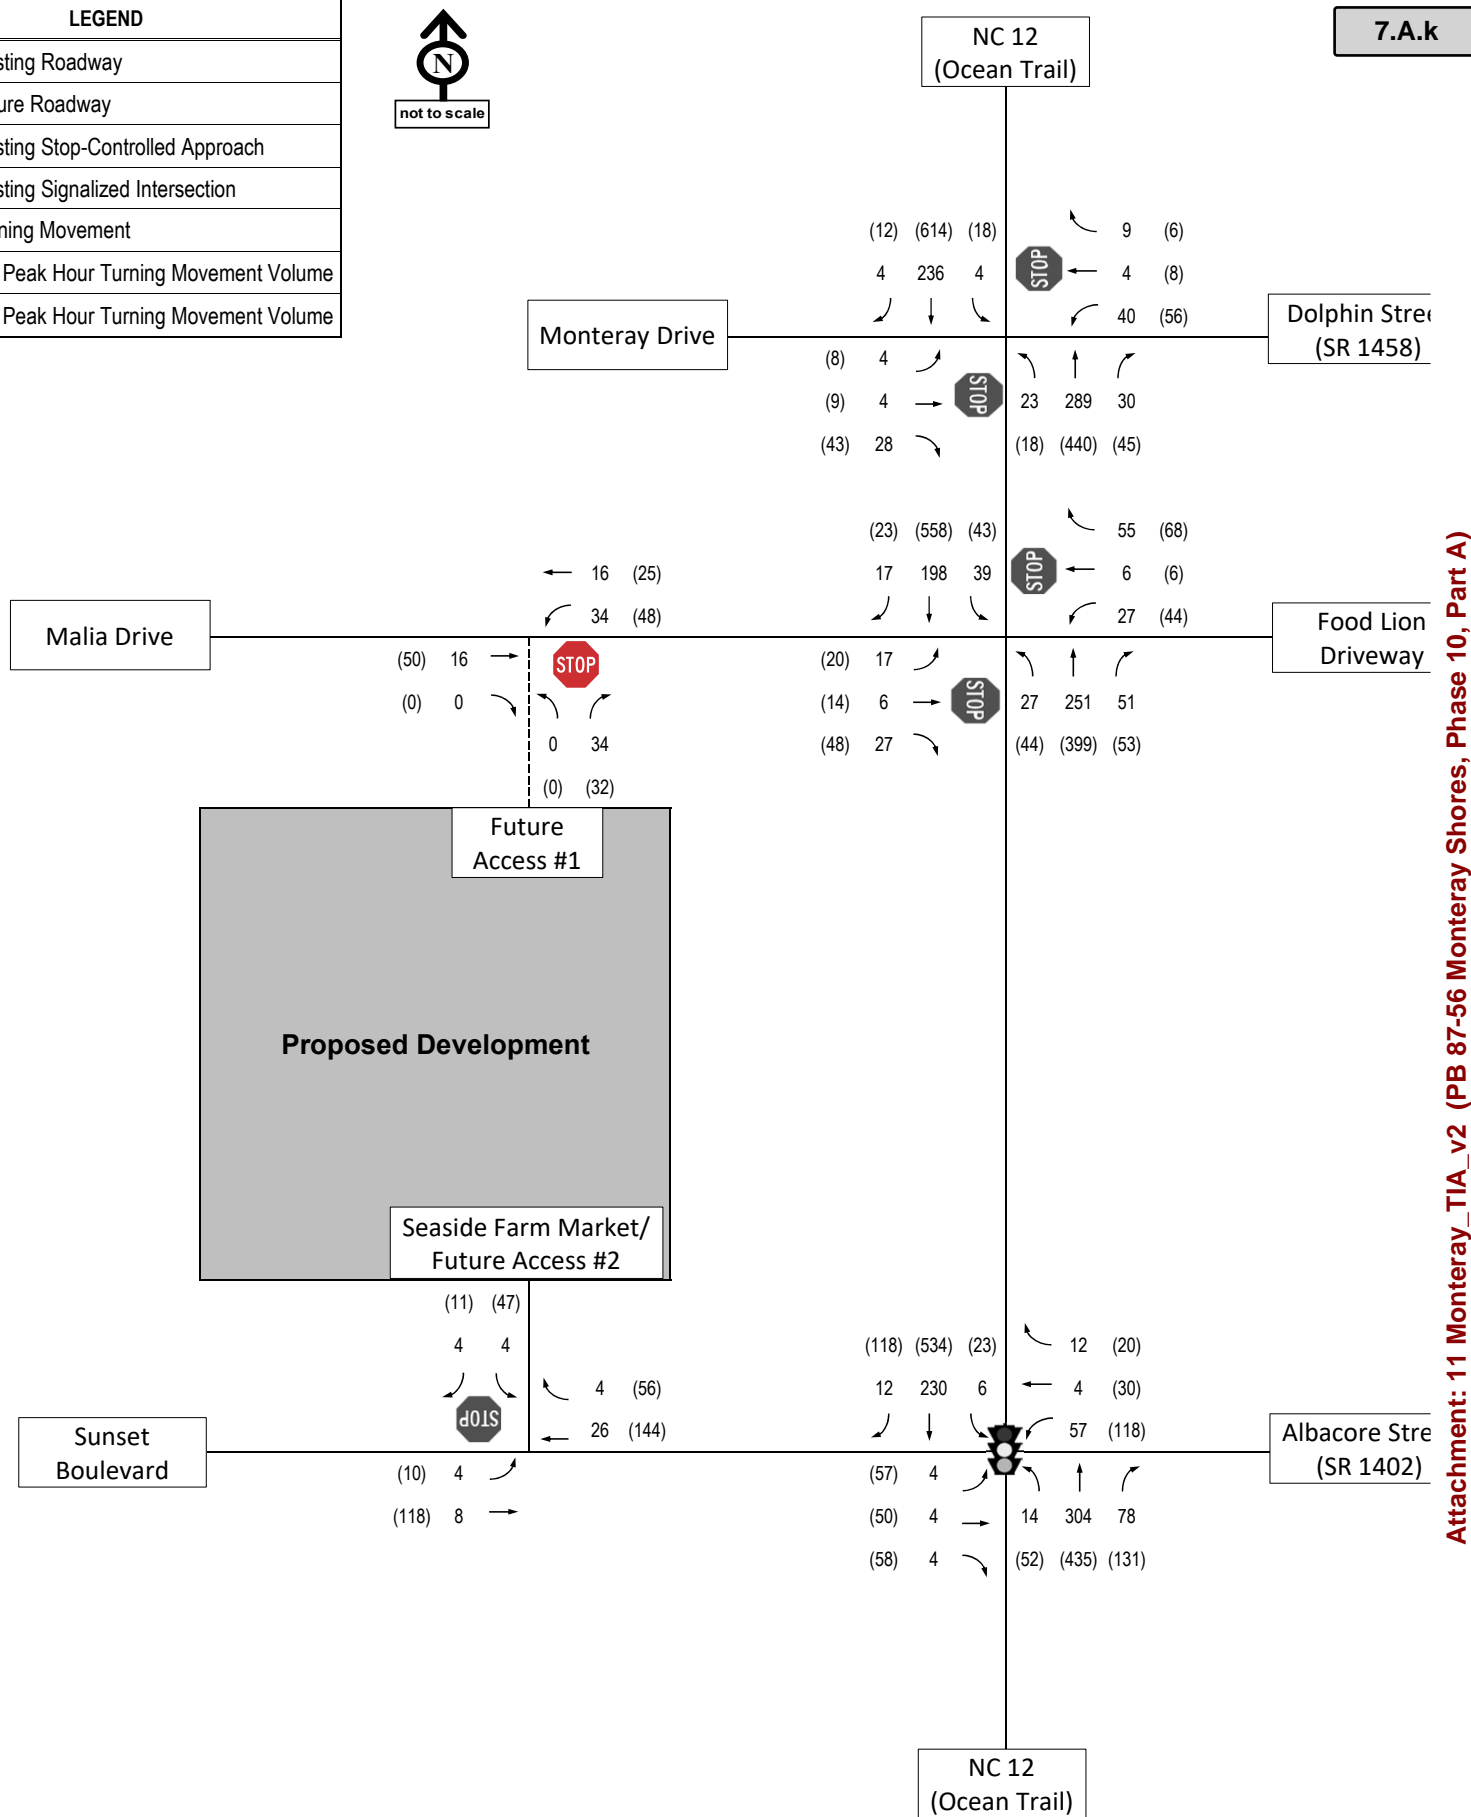 LEGEND
sting Roadway
ure Roadway
sting Stop-Controlled Approach
sting Signalized Intersection
ning Movement
Peak Hour Turning Movement Volume
Peak Hour Turning Movement Volume
N
not to scale
NC 12
(Ocean Trail)
7.A.k
(12) (614) (18)
4 236 4
STOP
9 (6)
4 (8)
40 (56)
Monteray Drive
Dolphin Stree
(SR 1458)
(8) 4
(9) 4
(43) 28
STOP
23 289 30
(18) (440) (45)
(23) (558) (43)
17 198 39
STOP
55 (68)
6 (6)
27 (44)
16 (25)
34 (48)
Malia Drive
Food Lion
Driveway
(50) 16
(0) 0
STOP
0 34
(0) (32)
(20) 17
(14) 6
(48) 27
STOP
27 251 51
(44) (399) (53)
Future
Access #1
Proposed Development
Seaside Farm Market/
Future Access #2
(11) (47)
4 4
STOP
4 (56)
26 (144)
(118) (534) (23)
12 230 6
12 (20)
4 (30)
57 (118)
Sunset
Boulevard
Albacore Stre
(SR 1402)
(10) 4
(118) 8
(57) 4
(50) 4
(58) 4
14 304 78
(52) (435) (131)
NC 12
(Ocean Trail)
Attachment: 11 Monteray_TIA_v2 (PB 87-56 Monteray Shores, Phase 10, Part A)